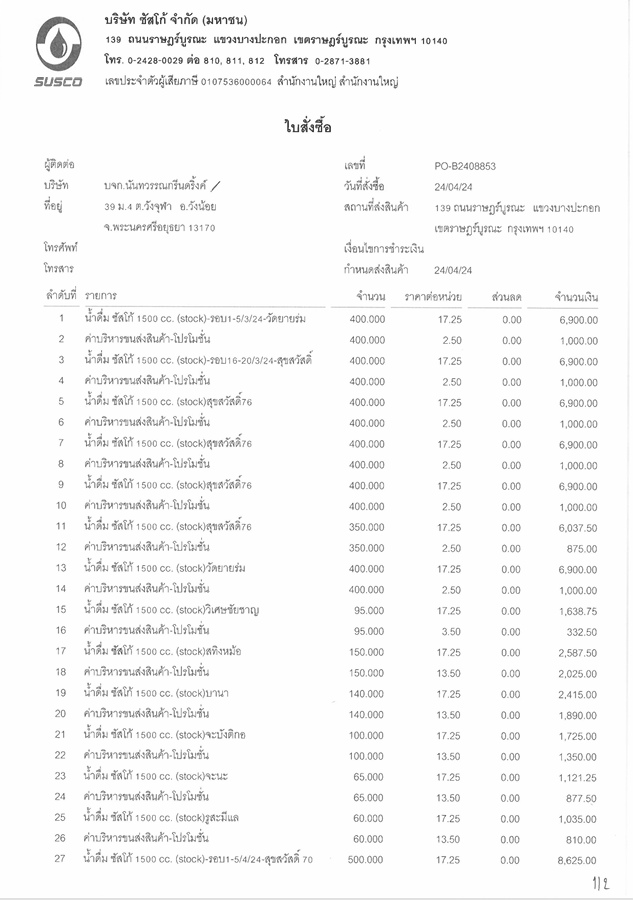 บริษัท ซัสโก้ จำกัด (มหาชน)
139 ถนนราษฎร์บูรณะ แขวงบางปะกอก เขตราษฎร์บูรณะ กรุงเทพฯ 10140
โทร. 0-2428-0029 ต่อ 810, 811, 812 โทรสาร 0-2871-3881
SUSCO เลขประจำตัวผู้เสียภาษี 0107536000064 สำนักงานใหญ่ สำนักงานใหญ่
ใบสั่งซื้อ
ผู้ติดต่อ เลขที่ PO-B2408853
บริษัท บจก.นันทวรรณกรีนดริ้งค์ / วันที่สั่งซื้อ 24/04/24
ที่อยู่ 39 ม.4 ต.วังจุฬา อ.วังน้อย สถานที่ส่งสินค้า 139 ถนนราษฎร์บูรณะ แขวงบางปะกอก
จ.พระนครศรีอยุธยา 13170 เขตราษฎร์บูรณะ กรุงเทพฯ 10140
โทรศัพท์ เงื่อนไขการชำระเงิน
โทรสาร กำหนดส่งสินค้า 24/04/24
ลำดับที่ รายการ จำนวน ราคาต่อหน่วย ส่วนลด จำนวนเงิน
1 น้ำดื่ม ซัสโก้ 1500 cc. (stock)-รอบ1-5/3/24-วัดยายร่ม 400.000 17.25 0.00 6,900.00
2 ค่าบริหารขนส่งสินค้า-โปรโมชั่น 400.000 2.50 0.00 1,000.00
3 น้ำดื่ม ซัสโก้ 1500 cc. (stock)-รอบ16-20/3/24-สุขสวัสดิ์ 400.000 17.25 0.00 6,900.00
4 ค่าบริหารขนส่งสินค้า-โปรโมชั่น 400.000 2.50 0.00 1,000.00
5 น้ำดื่ม ซัสโก้ 1500 cc. (stock)สุขสวัสดิ์76 400.000 17.25 0.00 6,900.00
6 ค่าบริหารขนส่งสินค้า-โปรโมชั่น 400.000 2.50 0.00 1,000.00
7 น้ำดื่ม ซัสโก้ 1500 cc. (stock)สุขสวัสดิ์76 400.000 17.25 0.00 6,900.00
8 ค่าบริหารขนส่งสินค้า-โปรโมชั่น 400.000 2.50 0.00 1,000.00
9 น้ำดื่ม ซัสโก้ 1500 cc. (stock)สุขสวัสดิ์76 400.000 17.25 0.00 6,900.00
10 ค่าบริหารขนส่งสินค้า-โปรโมชั่น 400.000 2.50 0.00 1,000.00
11 น้ำดื่ม ซัสโก้ 1500 cc. (stock)สุขสวัสดิ์76 350.000 17.25 0.00 6,037.50
12 ค่าบริหารขนส่งสินค้า-โปรโมชั่น 350.000 2.50 0.00 875.00
13 น้ำดื่ม ซัสโก้ 1500 cc. (stock)วัดยายร่ม 400.000 17.25 0.00 6,900.00
14 ค่าบริหารขนส่งสินค้า-โปรโมชั่น 400.000 2.50 0.00 1,000.00
15 น้ำดื่ม ซัสโก้ 1500 cc. (stock)วิเศษชัยชาญ 95.000 17.25 0.00 1,638.75
16 ค่าบริหารขนส่งสินค้า-โปรโมชั่น 95.000 3.50 0.00 332.50
17 น้ำดื่ม ซัสโก้ 1500 cc. (stock)สทิงหม้อ 150.000 17.25 0.00 2,587.50
18 ค่าบริหารขนส่งสินค้า-โปรโมชั่น 150.000 13.50 0.00 2,025.00
19 น้ำดื่ม ซัสโก้ 1500 cc. (stock)บานา 140.000 17.25 0.00 2,415.00
20 ค่าบริหารขนส่งสินค้า-โปรโมชั่น 140.000 13.50 0.00 1,890.00
21 น้ำดื่ม ซัสโก้ 1500 cc. (stock)จะบังติกอ 100.000 17.25 0.00 1,725.00
22 ค่าบริหารขนส่งสินค้า-โปรโมชั่น 100.000 13.50 0.00 1,350.00
23 น้ำดื่ม ซัสโก้ 1500 cc. (stock)จะนะ 65.000 17.25 0.00 1,121.25
24 ค่าบริหารขนส่งสินค้า-โปรโมชั่น 65.000 13.50 0.00 877.50
25 น้ำดื่ม ซัสโก้ 1500 cc. (stock)รูสะมิแล 60.000 17.25 0.00 1,035.00
26 ค่าบริหารขนส่งสินค้า-โปรโมชั่น 60.000 13.50 0.00 810.00
27 น้ำดื่ม ซัสโก้ 1500 cc. (stock)-รอบ1-5/4/24-สุขสวัสดิ์ 70 500.000 17.25 0.00 8,625.00
1/2